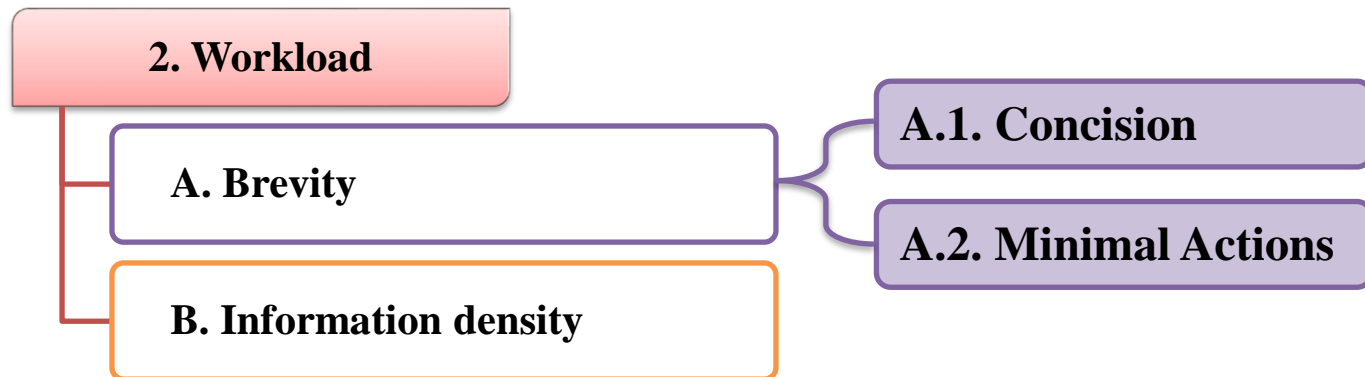 2. Workload
A. Brevity
A.1. Concision
A.2. Minimal Actions
B. Information density